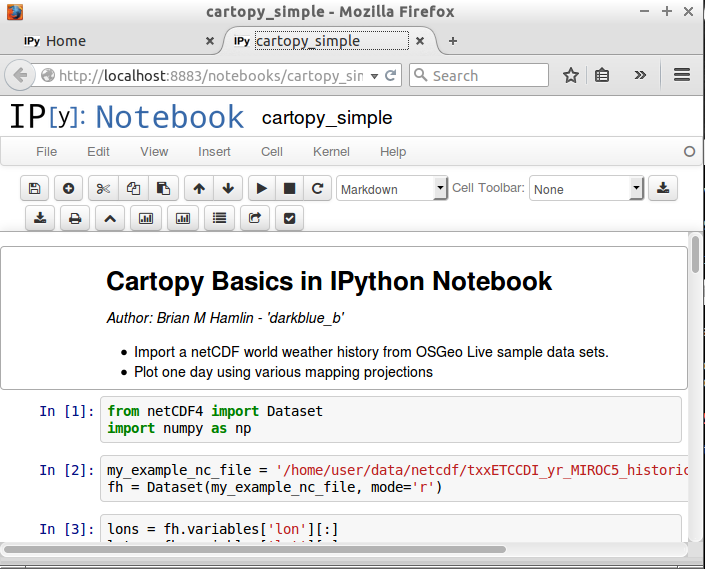 cartopy_simple - Mozilla Firefox
IPy Home
IPy cartopy_simple
http://localhost:8883/notebooks/cartopy_sim
Search
IP[y]: Notebook cartopy_simple
File Edit View Insert Cell Kernel Help
Markdown Cell Toolbar: None
Cartopy Basics in IPython Notebook
Author: Brian M Hamlin - 'darkblue_b'
• Import a netCDF world weather history from OSGeo Live sample data sets.
• Plot one day using various mapping projections
In [1]: from netCDF4 import Dataset
import numpy as np
In [2]: my_example_nc_file = '/home/user/data/netcdf/txxETCCDI_yr_MIROC5_historic
fh = Dataset(my_example_nc_file, mode='r')
In [3]: lons = fh.variables['lon'][:]